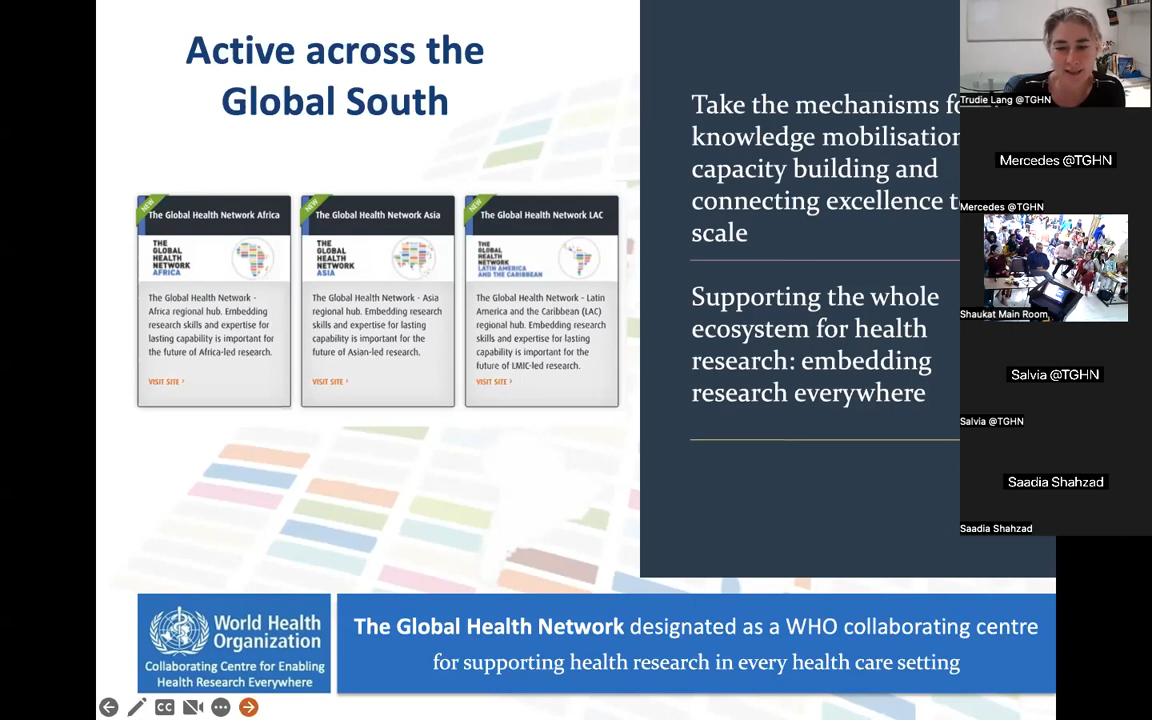 Active across the
Global South
NEW
The Global Health Network Africa
THE
GLOBAL
HEALTH
NETWORK
AFRICA
The Global Health Network -
Africa regional hub. Embedding
research skills and expertise for
lasting capability is important for
the future of Africa-led research.
VISIT SITE ›
NEW
The Global Health Network Asia
THE
GLOBAL
HEALTH
NETWORK
ASIA
The Global Health Network - Asia
regional hub. Embedding research
skills and expertise for lasting
capability is important for the
future of Asian-led research.
VISIT SITE ›
NEW
The Global Health Network LAC
THE
GLOBAL
HEALTH
NETWORK
LATIN AMERICA
AND THE CARIBBEAN
The Global Health Network - Latin
America and the Caribbean (LAC)
regional hub. Embedding research
skills and expertise for lasting
capability is important for the
future of LMIC-led research.
VISIT SITE ›
Take the mechanisms
knowledge mobilisation
capacity building and
connecting excellence
scale
Supporting the whole
ecosystem for health
research: embedding
research everywhere
World Health
Organization
Collaborating Centre for Enabling
Health Research Everywhere
The Global Health Network designated as a WHO collaborating centre
for supporting health research in every health care setting
Trudie Lang @TGHN
Mercedes @TGHN
Mercedes @TGHN
Shaukat Main Room
Salvia @TGHN
Salvia @TGHN
Saadia Shahzad
Saadia Shahzad
CC